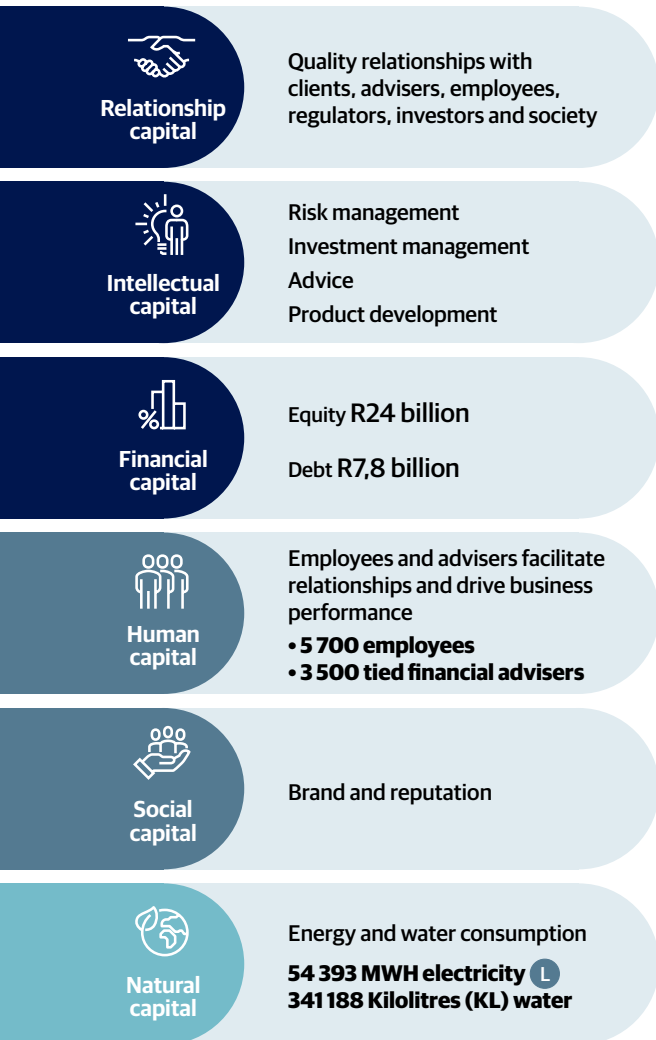 Relationship
capital
Quality relationships with
clients, advisers, employees,
regulators, investors and society
Intellectual
capital
Risk management
Investment management
Advice
Product development
%
Financial
capital
Equity R24 billion
Debt R7,8 billion
Human
capital
Employees and advisers facilitate
relationships and drive business
performance
• 5 700 employees
• 3 500 tied financial advisers
Social
capital
Brand and reputation
Natural
capital
Energy and water consumption
54 393 MWH electricity L
341 188 Kilolitres (KL) water